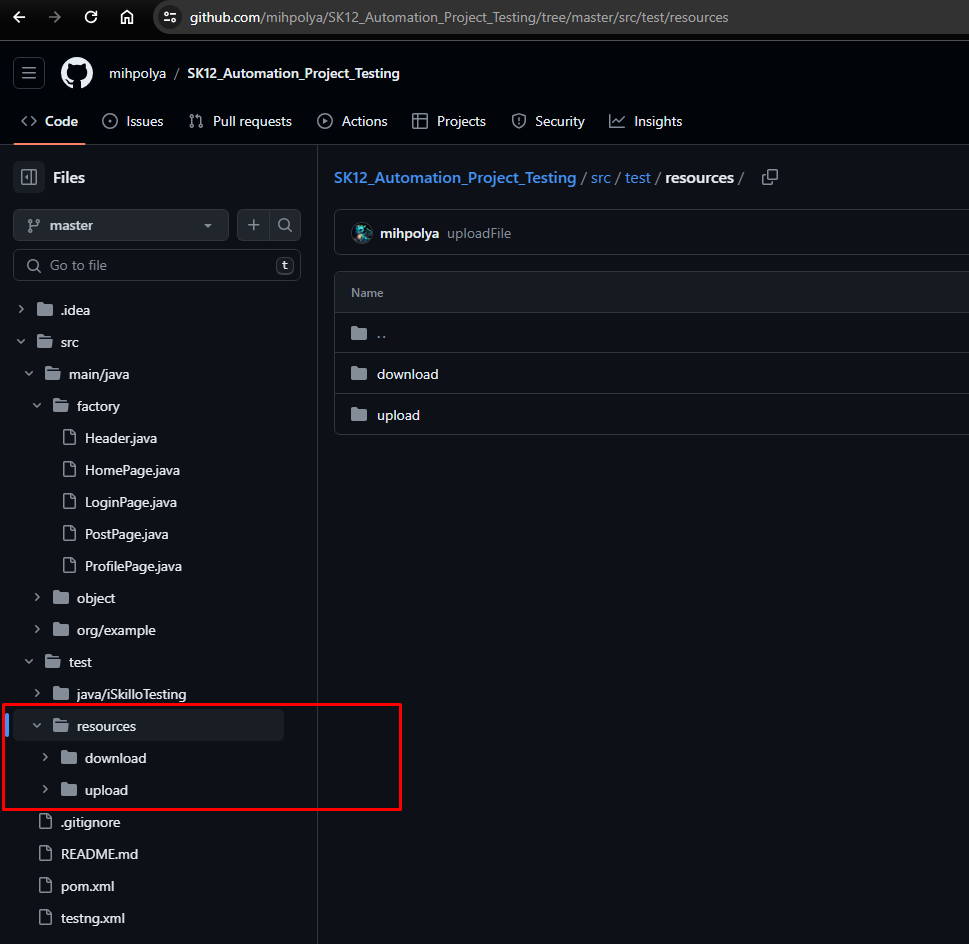 github.com/mihpolya/SK12_Automation_Project_Testing/tree/master/src/test/resources
mihpolya / SK12_Automation_Project_Testing
Code Issues Pull requests Actions Projects Security Insights
Files
master
Go to file t
.idea
src
main/java
factory
Header.java
HomePage.java
LoginPage.java
PostPage.java
ProfilePage.java
object
org/example
test
java/iSkilloTesting
resources
download
upload
.gitignore
README.md
pom.xml
testng.xml
SK12_Automation_Project_Testing / src / test / resources /
mihpolya uploadFile
Name
..
download
upload